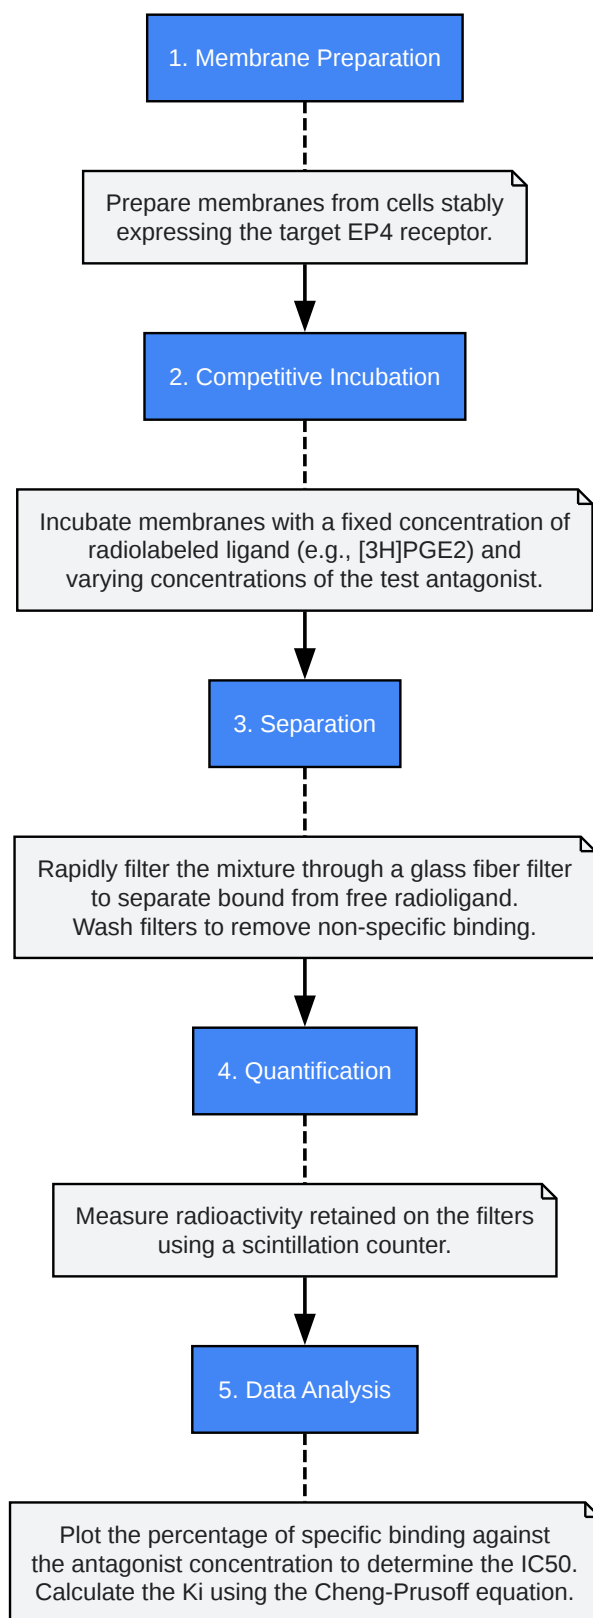 1. Membrane Preparation
Prepare membranes from cells stably
expressing the target EP4 receptor.
2. Competitive Incubation
Incubate membranes with a fixed concentration of
radiolabeled ligand (e.g., [3H]PGE2) and
varying concentrations of the test antagonist.
3. Separation
Rapidly filter the mixture through a glass fiber filter
to separate bound from free radioligand.
Wash filters to remove non-specific binding.
4. Quantification
Measure radioactivity retained on the filters
using a scintillation counter.
5. Data Analysis
Plot the percentage of specific binding against
the antagonist concentration to determine the IC50.
Calculate the Ki using the Cheng-Prusoff equation.